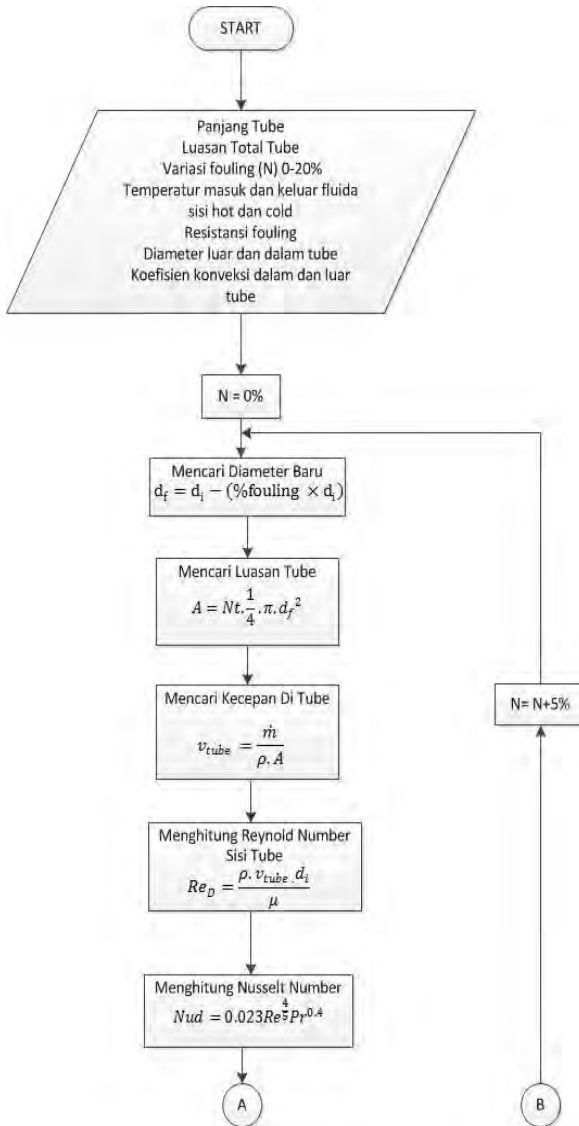 START
Panjang Tube
Luasan Total Tube
Variasi fouling (N) 0-20%
Temperatur masuk dan keluar fluida
sisi hot dan cold
Resistansi fouling
Diameter luar dan dalam tube
Koefisien konveksi dalam dan luar
tube
N = 0%
Mencari Diameter Baru
d_f = d_i − (%fouling × d_i)
Mencari Luasan Tube
A = Nt.1/4.π.d_f²
Mencari Kecepan Di Tube
v_tube = ṁ/ρ.A
N= N+5%
Menghitung Reynold Number
Sisi Tube
Re_D = ρ.v_tube.d_i/μ
Menghitung Nusselt Number
Nud = 0.023Re^(4/5)Pr^0.4
A
B